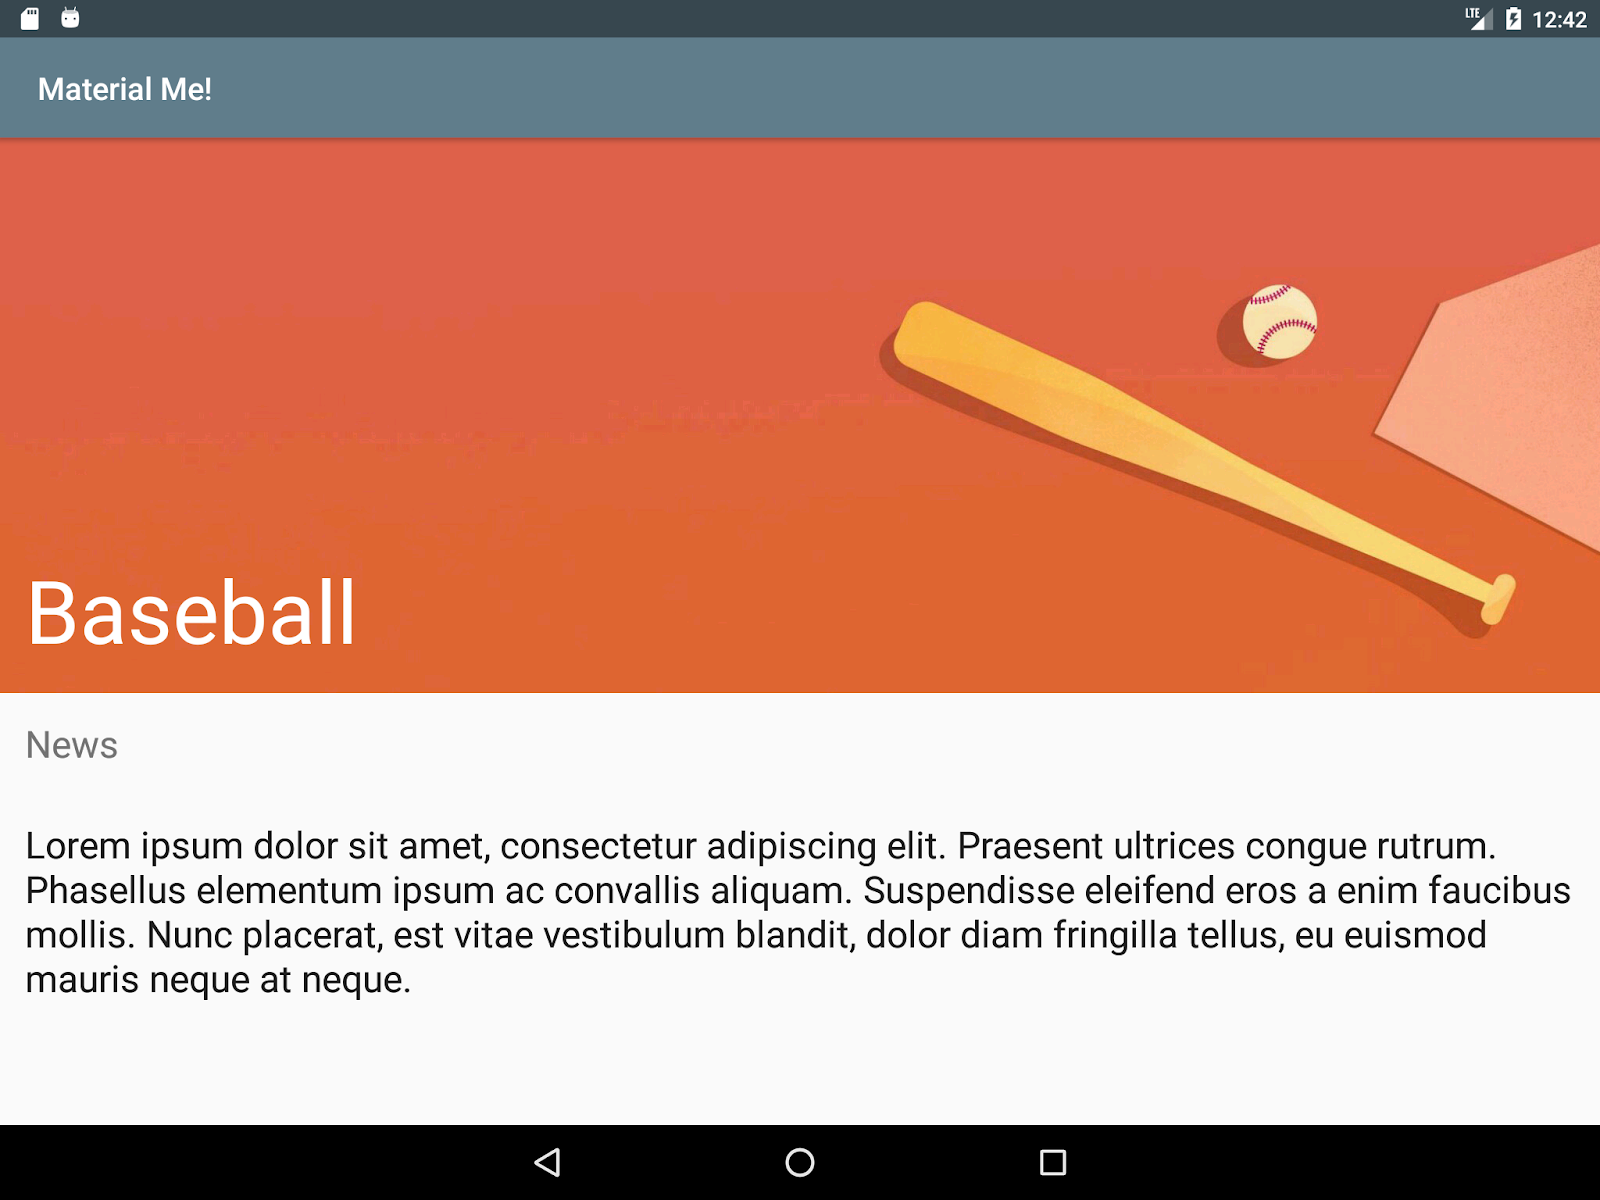 LTE 12:42
Material Me!
Baseball
News
Lorem ipsum dolor sit amet, consectetur adipiscing elit. Praesent ultrices congue rutrum.
Phasellus elementum ipsum ac convallis aliquam. Suspendisse eleifend eros a enim faucibus
mollis. Nunc placerat, est vitae vestibulum blandit, dolor diam fringilla tellus, eu euismod
mauris neque at neque.